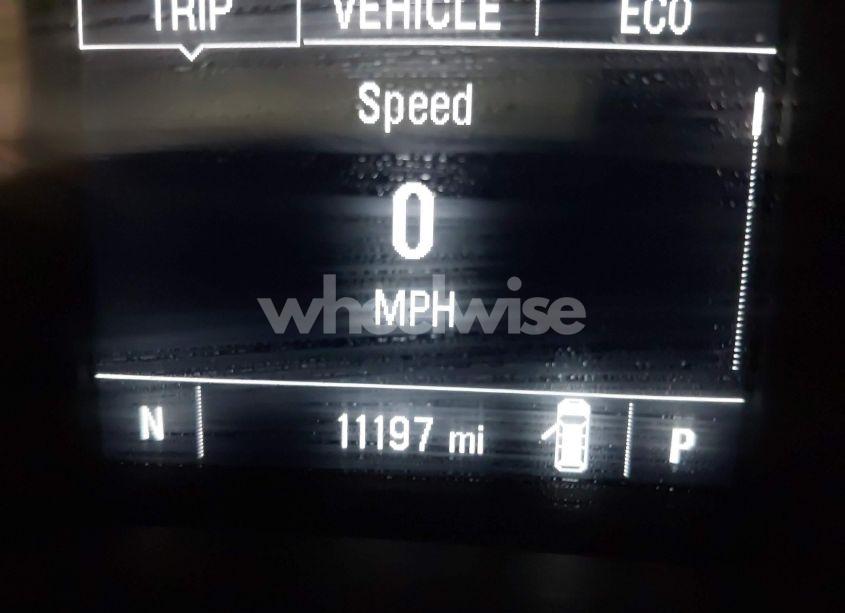 TRIP VEHICLE ECO
Speed
0
MPH
wheelwise
N 11197 mi P